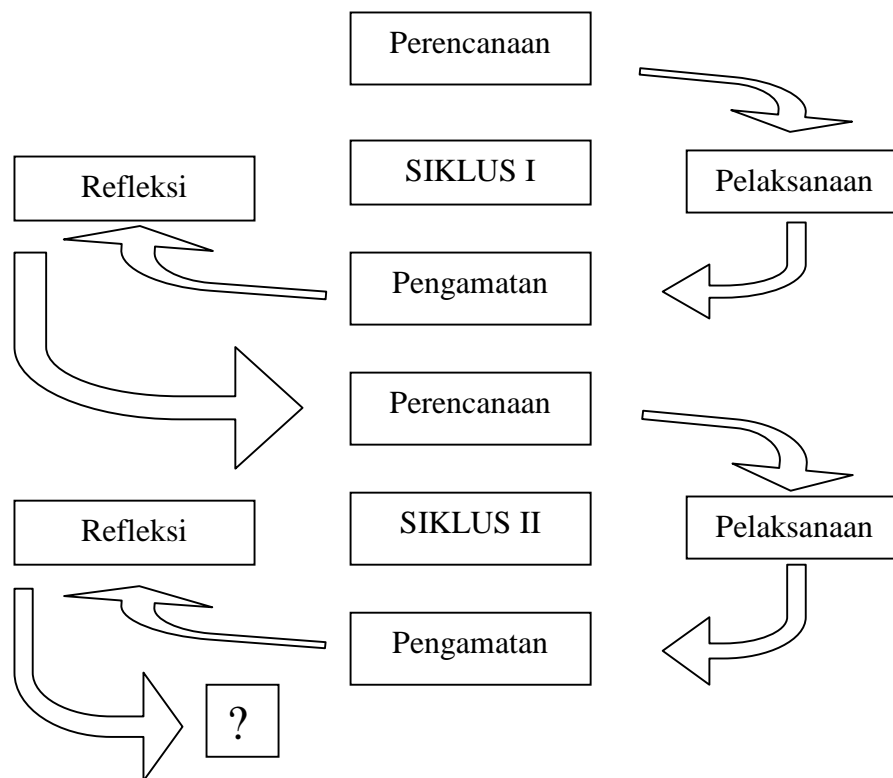 Perencanaan
SIKLUS I
Refleksi
Pelaksanaan
Pengamatan
Perencanaan
SIKLUS II
Refleksi
Pelaksanaan
Pengamatan
?